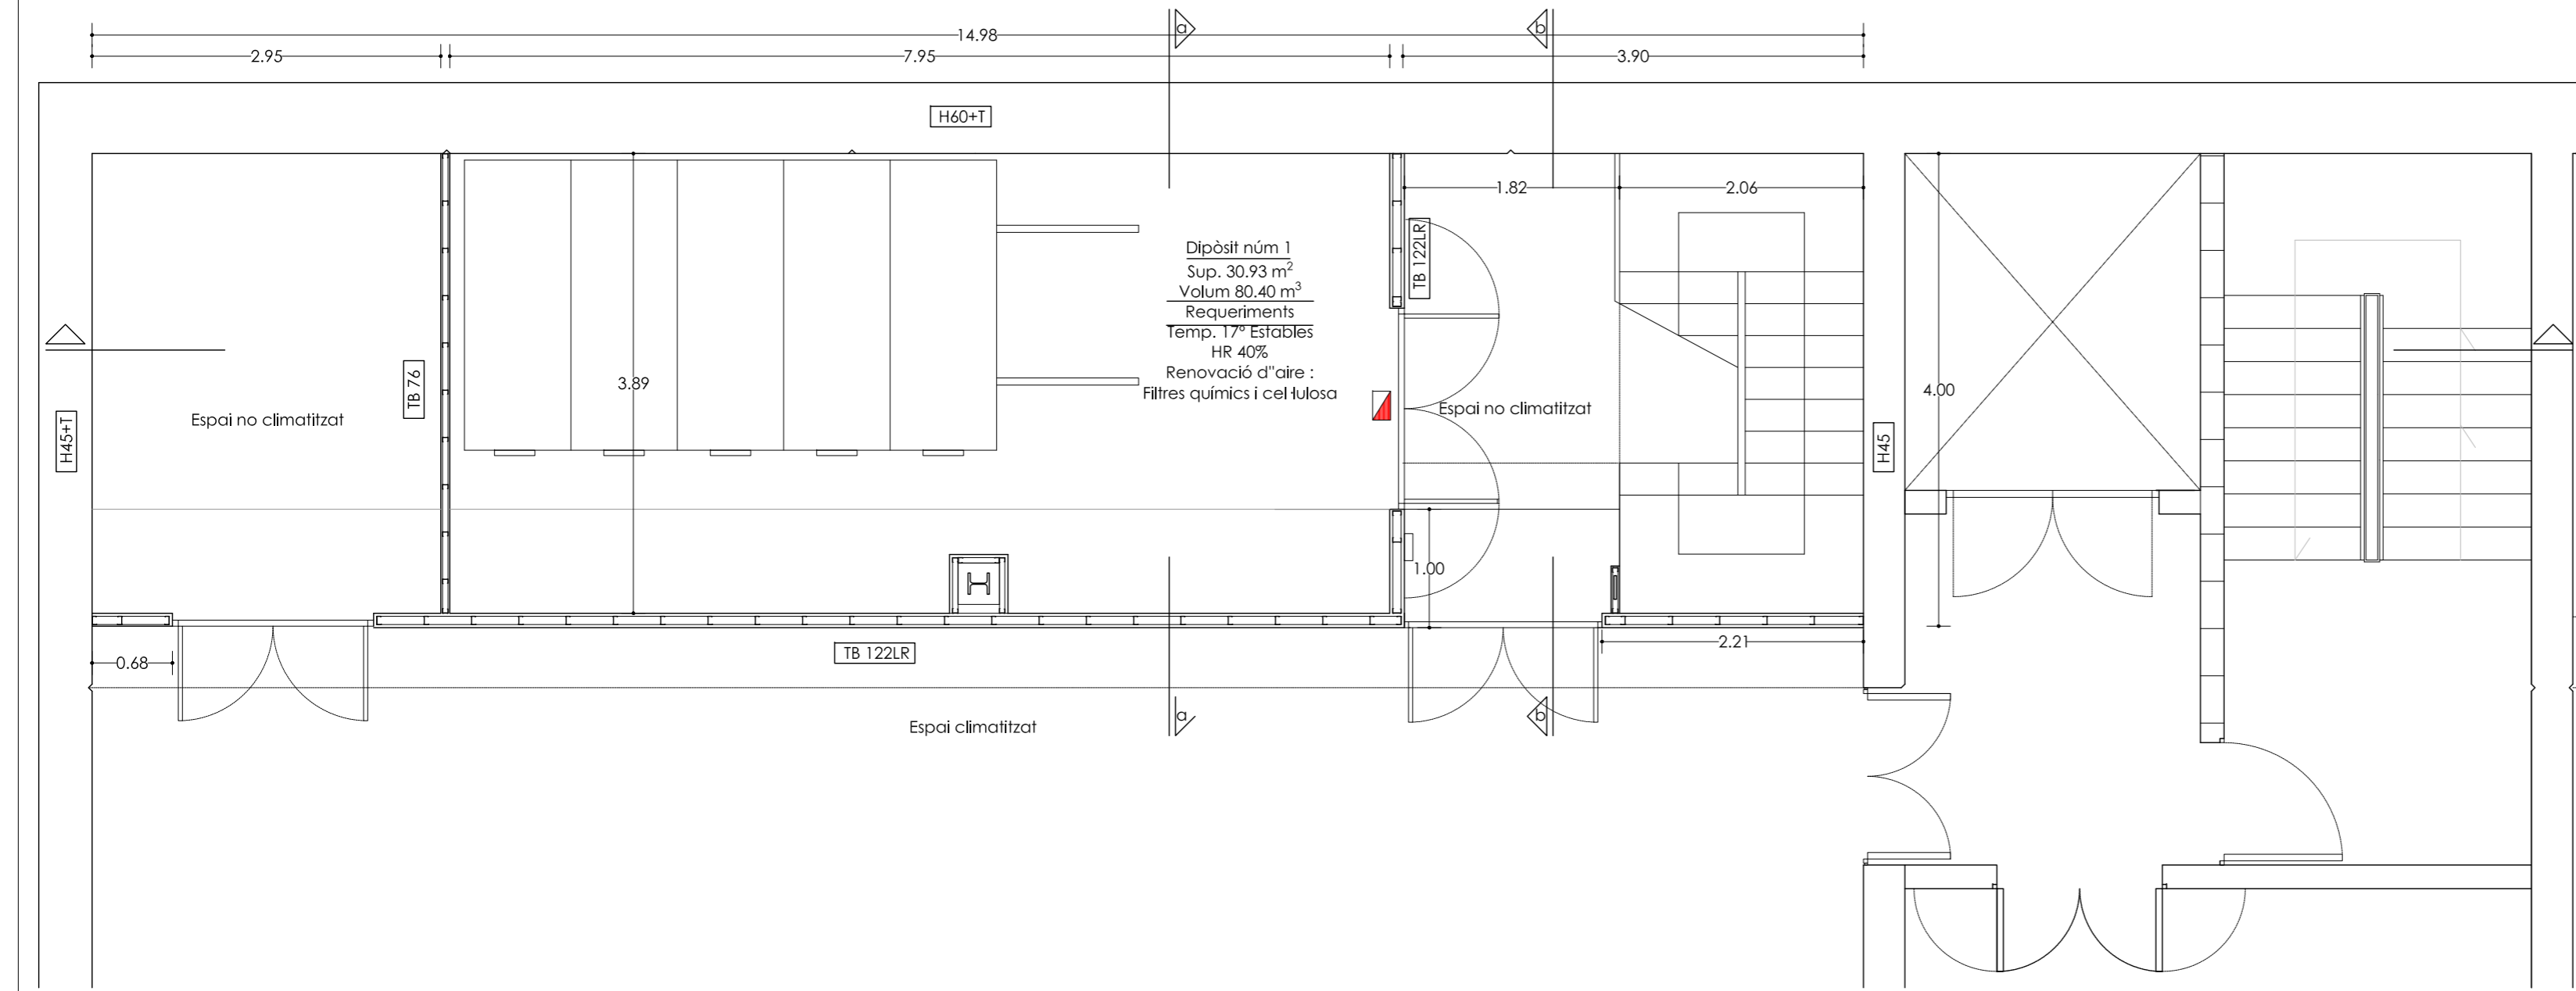 14.98
2.95
7.95
3.90
a
b
H60+T
1.82
2.06
TB 122LR
Dipòsit núm 1
Sup. 30.93 m²
Volum 80.40 m³
Requeriments
Temp. 17º Estables
HR 40%
Renovació d"aire :
Filtres químics i cel·lulosa
3.89
TB 76
Espai no climatitzat
H45+T
Espai no climatitzat
4.00
H45
H
1.00
0.68
TB 122LR
2.21
Espai climatitzat
a
b